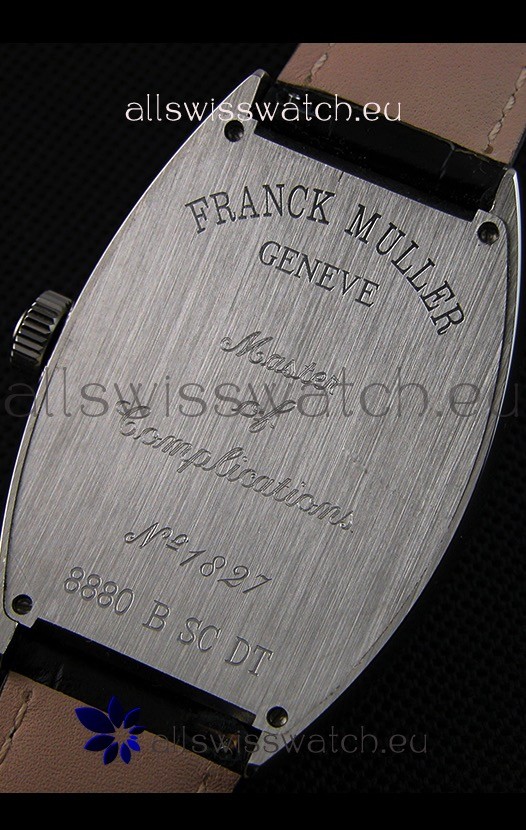 allswisswatch.eu
FRANCK MULLER
GENEVE
Master
of
Complications
allswisswatch.eu
Nº 1827
8880 B SC DT
allswisswatch.eu